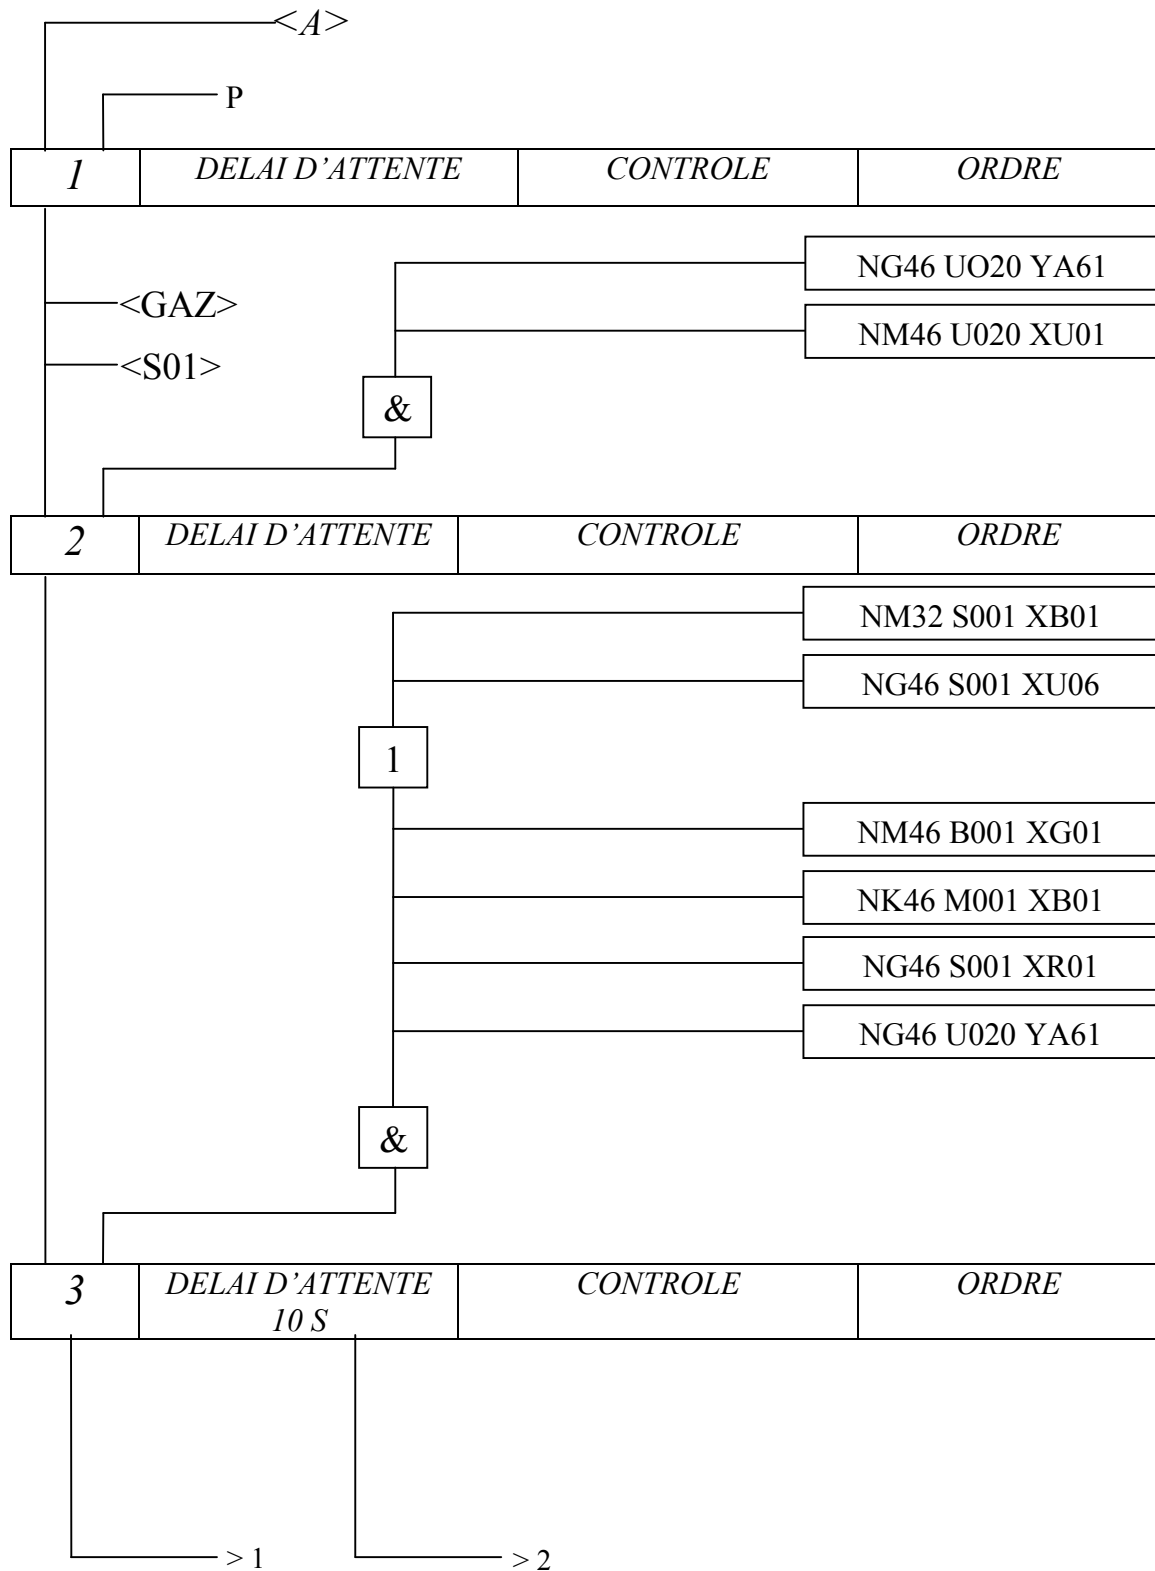 <A>
P
1 DELAI D'ATTENTE CONTROLE ORDRE
NG46 UO20 YA61
<GAZ>
NM46 U020 XU01
<S01>
&
2 DELAI D'ATTENTE CONTROLE ORDRE
NM32 S001 XB01
NG46 S001 XU06
1
NM46 B001 XG01
NK46 M001 XB01
NG46 S001 XR01
NG46 U020 YA61
&
3 DELAI D'ATTENTE CONTROLE ORDRE
10 S
> 1 > 2